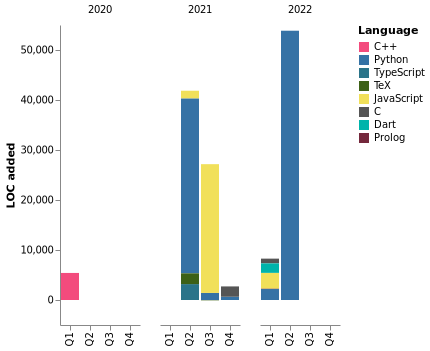 2020 2021 2022
LOC added
50,000
40,000
30,000
20,000
10,000
0
Q1 Q2 Q3 Q4 Q1 Q2 Q3 Q4 Q1 Q2 Q3 Q4
Language
C++
Python
TypeScript
TeX
JavaScript
C
Dart
Prolog